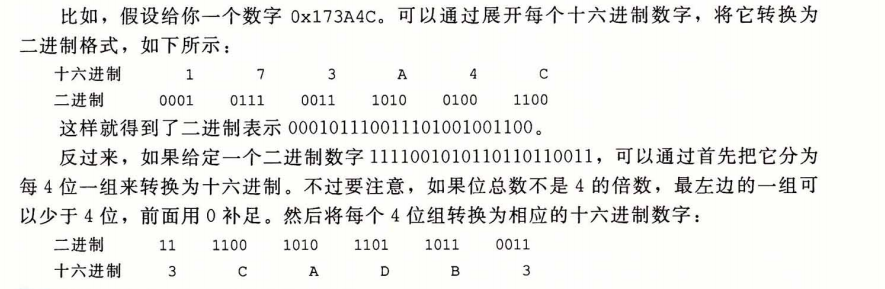 比如，假设给你一个数字 0x173A4C。可以通过展开每个十六进制数字，将它转换为
二进制格式，如下所示：
十六进制 1 7 3 A 4 C
二进制 0001 0111 0011 1010 0100 1100
这样就得到了二进制表示 000101110011101001001100。
反过来，如果给定一个二进制数字 1111001010110110110011，可以通过首先把它分为
每 4 位一组来转换为十六进制。不过要注意，如果位总数不是 4 的倍数，最左边的一组可
以少于 4 位，前面用 0 补足。然后将每个 4 位组转换为相应的十六进制数字：
二进制 11 1100 1010 1101 1011 0011
十六进制 3 C A D B 3